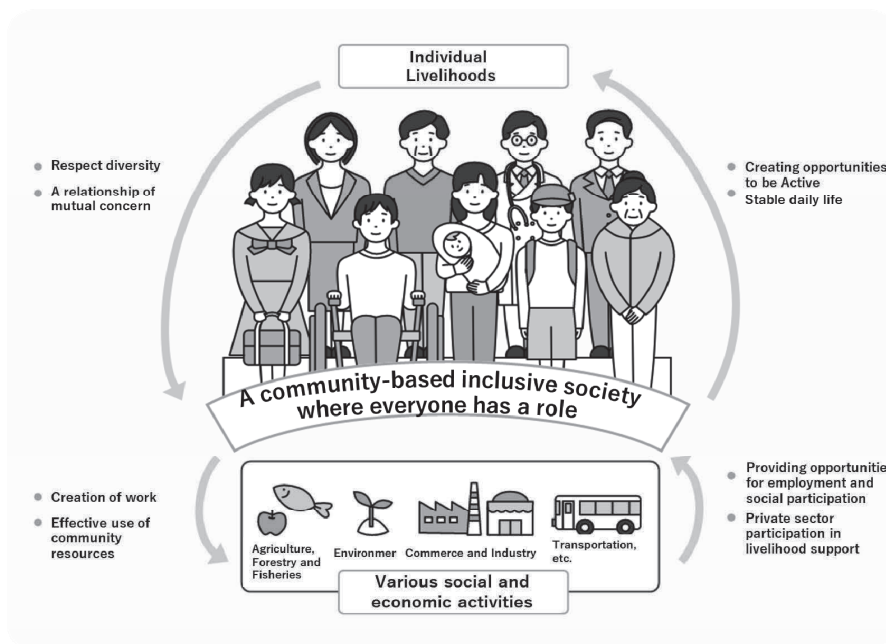 Individual
Livelihoods
Respect diversity
A relationship of
mutual concern
Creating opportunities
to be Active
Stable daily life
A community-based inclusive society
where everyone has a role
Creation of work
Effective use of
community
resources
Providing opportunitie
for employment and
social participation
Private sector
participation in
livelihood support
Agriculture,
Forestry and
Fisheries
Environmer
Commerce and Industry
Transportation,
etc.
Various social and
economic activities